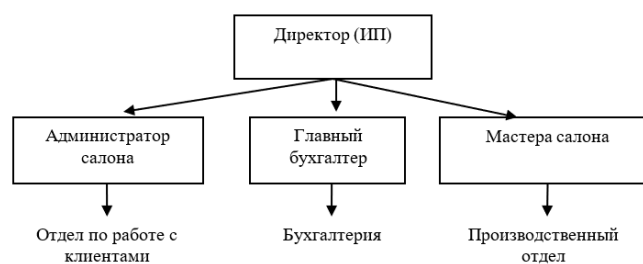 Директор (ИП)
Администратор
салона
Главный
бухгалтер
Мастера салона
Отдел по работе с
клиентами
Бухгалтерия
Производственный
отдел